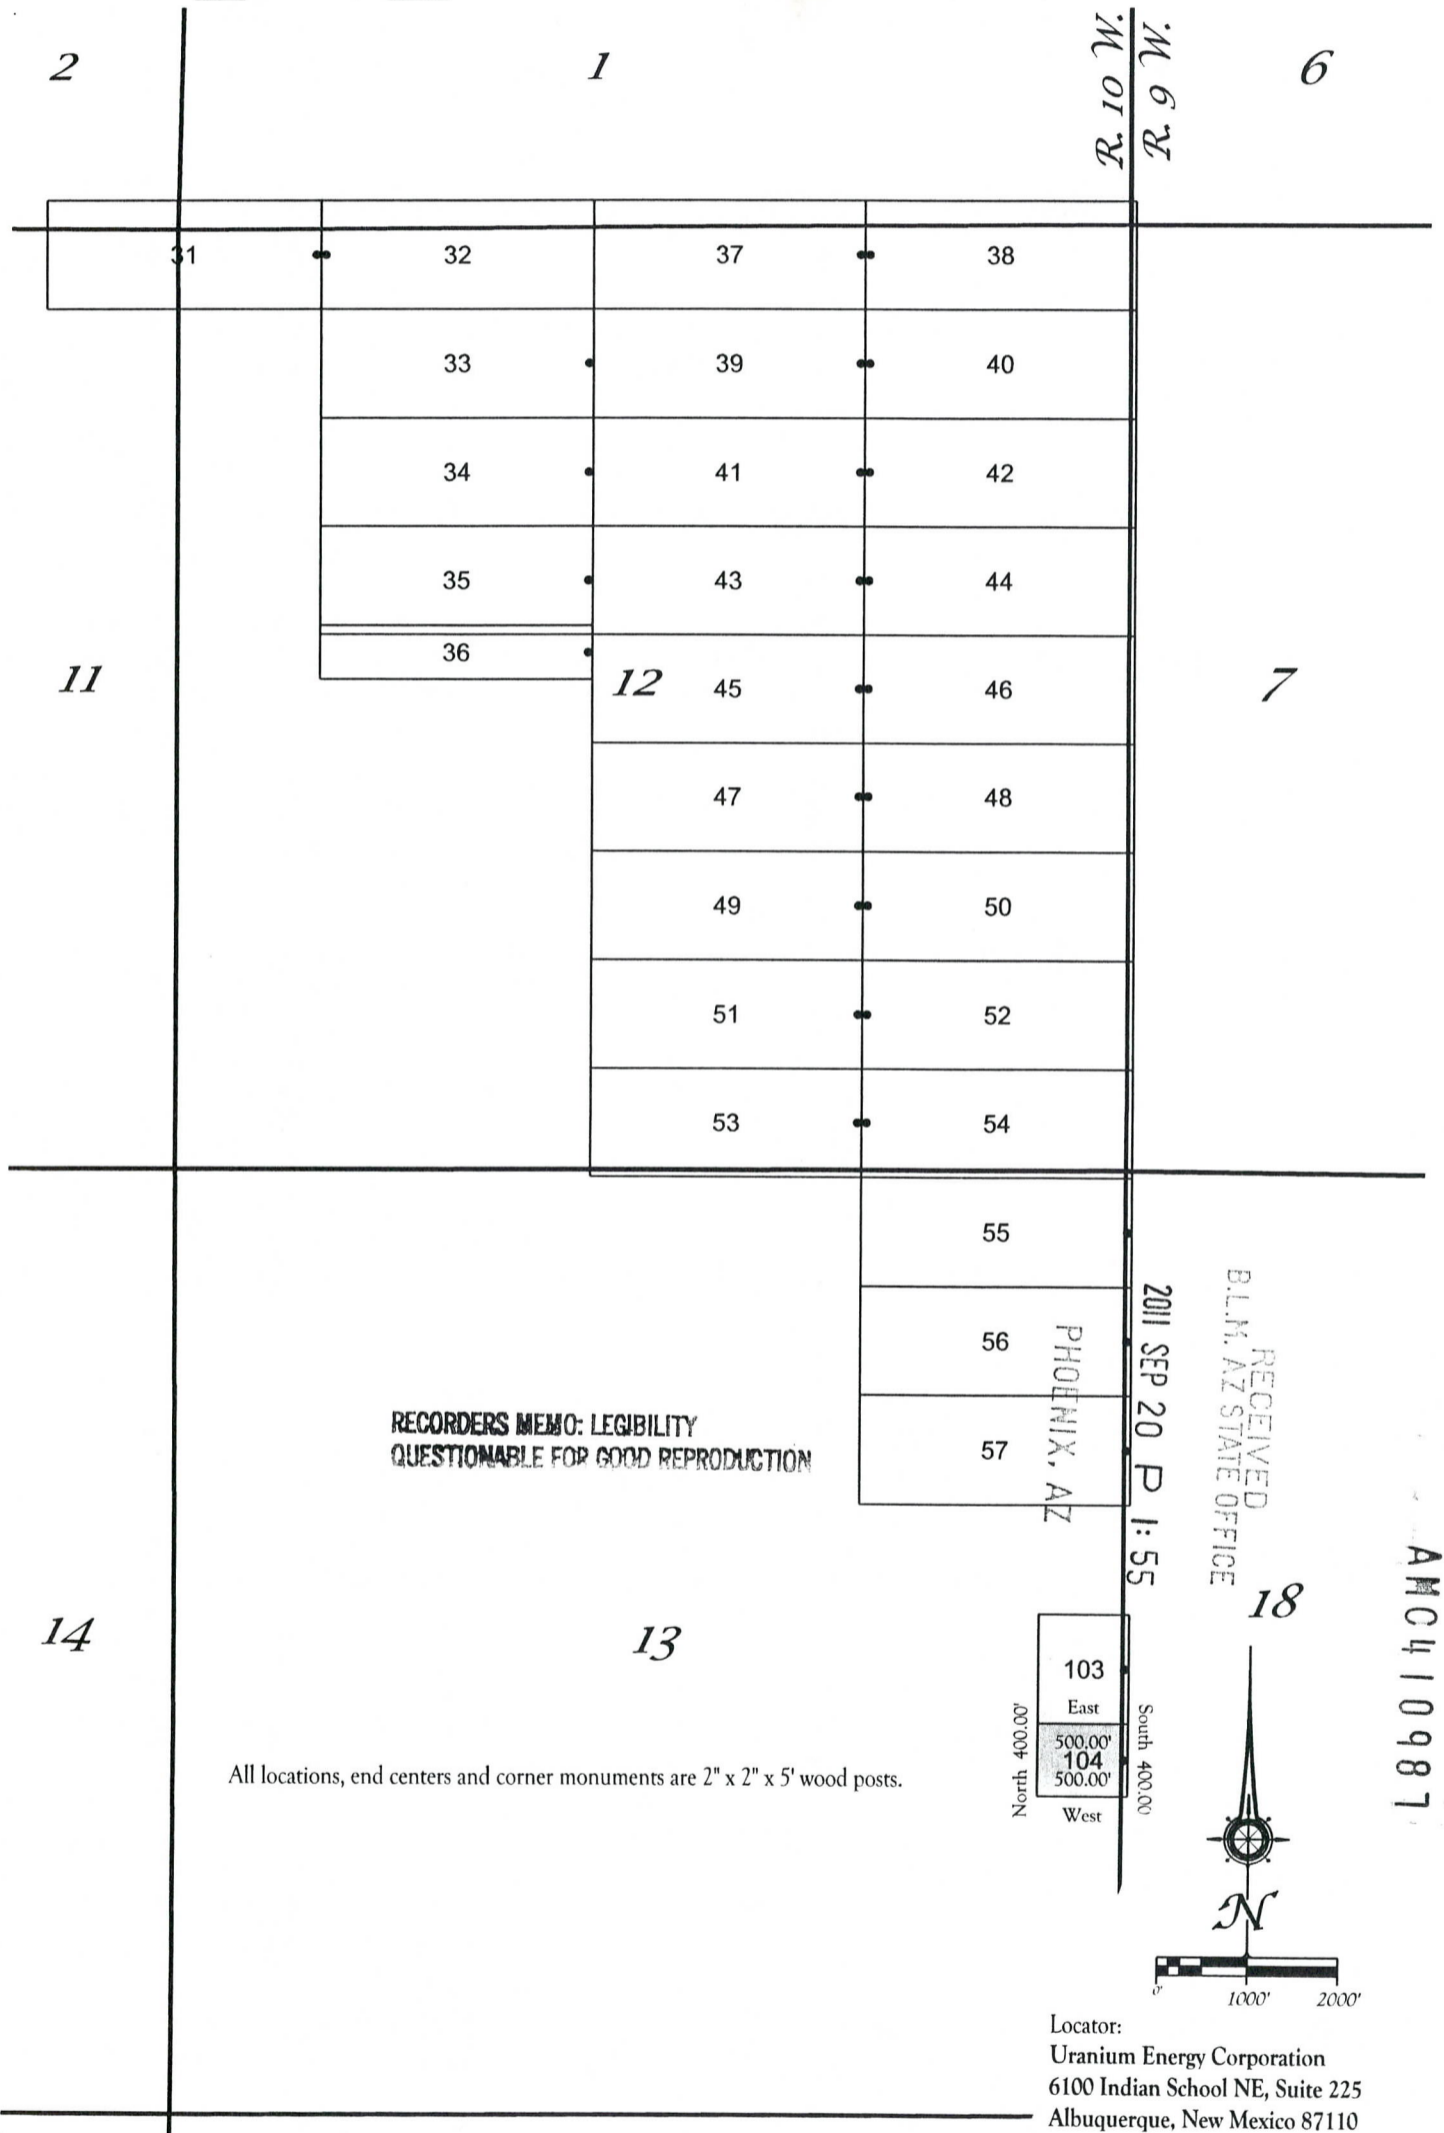 2
1
R. 10 W.
R. 9 W.
6
31
32
37
38
33
39
40
34
41
42
35
43
44
36
11
12
45
46
7
47
48
49
50
51
52
53
54
55
56
57
RECEIVED
B.L.M. AZ STATE OFFICE
2011 SEP 20 P 1:55
PHOENIX, AZ
RECORDERS MEMO: LEGIBILITY
QUESTIONABLE FOR GOOD REPRODUCTION
AMC410987
14
13
18
103
East
North 400.00'
500.00'
104
500.00'
South 400.00
West
All locations, end centers and corner monuments are 2" x 2" x 5' wood posts.
N
0'
1000'
2000'
Locator:
Uranium Energy Corporation
6100 Indian School NE, Suite 225
Albuquerque, New Mexico 87110